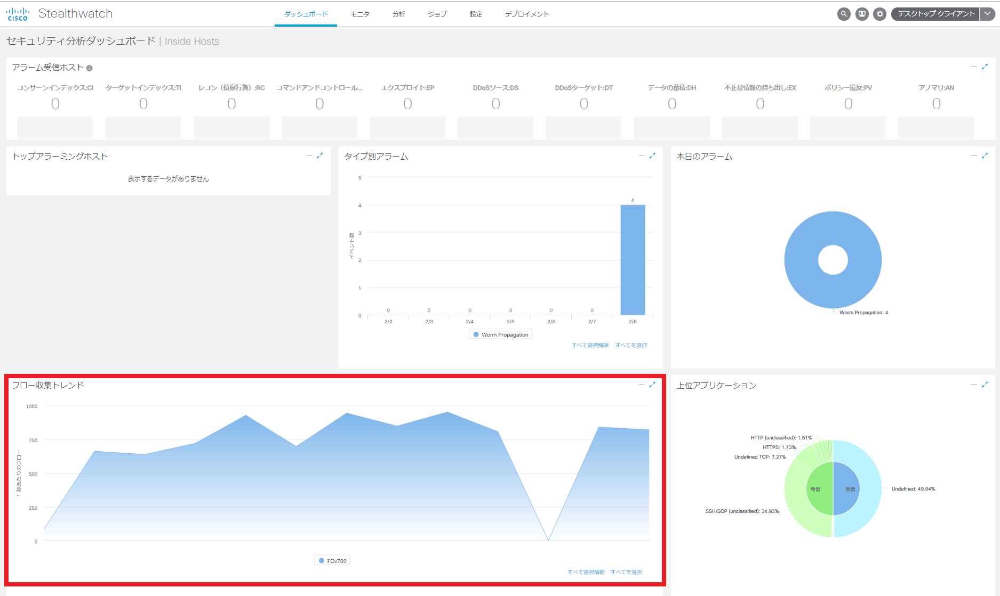 CISCO Stealthwatch ダッシュボード モニタ 分析 ジョブ 設定 デプロイメント デスクトップ クライアント
セキュリティ分析ダッシュボード | Inside Hosts
アラーム受信ホスト
コンサーンインデックス:CI ターゲットインデックス:TI レコン（偵察行為）:RC コマンドアンドコントロール... エクスプロイト:EP DDoSソース:DS DDoSターゲット:DT データの蓄積:DH 不正な情報の持ち出し:EX ポリシー違反:PV アノマリ:AN
0 0 0 0 0 0 0 0 0 0 0
トップアラーミングホスト
表示するデータがありません
タイプ別アラーム
5
4
3
2
1
0
イベント数
4
0 0 0 0 0 0
2/2 2/3 2/4 2/5 2/6 2/7 2/8
Worm Propagation
すべて選択解除 すべてを選択
本日のアラーム
Worm Propagation: 4
フロー収集トレンド
1000
750
500
250
0
1 秒あたりのフロー
FCv700
すべて選択解除 すべてを選択
上位アプリケーション
HTTP (unclassified): 1.51%
HTTPS: 1.73%
Undefined TCP: 7.27%
発信 受信
Undefined: 49.04%
SSH/SCP (unclassified): 34.93%